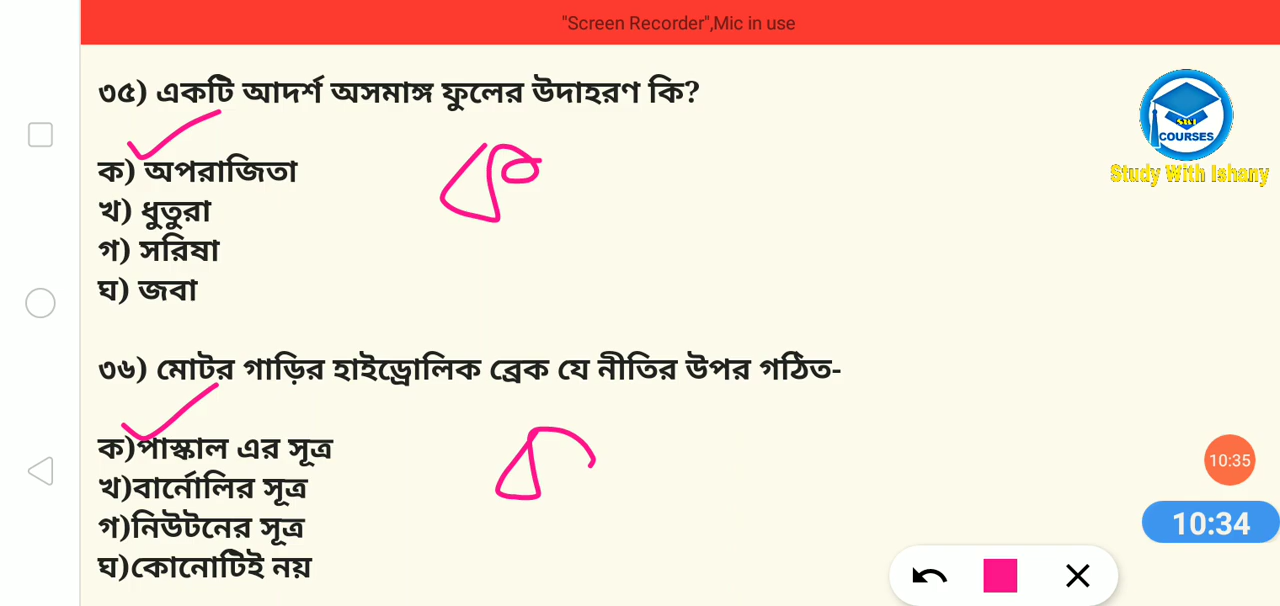 "Screen Recorder",Mic in use
৩৫) একটি আদর্শ অসমাঙ্গ ফুলের উদাহরণ কি?
ক) অপরাজিতা
খ) ধুতুরা
গ) সরিষা
ঘ) জবা
SKJ
COURSES
Study With Ishany
৩৬) মোটর গাড়ির হাইড্রোলিক ব্রেক যে নীতির উপর গঠিত-
ক)পাস্কাল এর সূত্র
খ)বার্নোলির সূত্র
গ)নিউটনের সূত্র
ঘ)কোনোটিই নয়
10:35
10:34